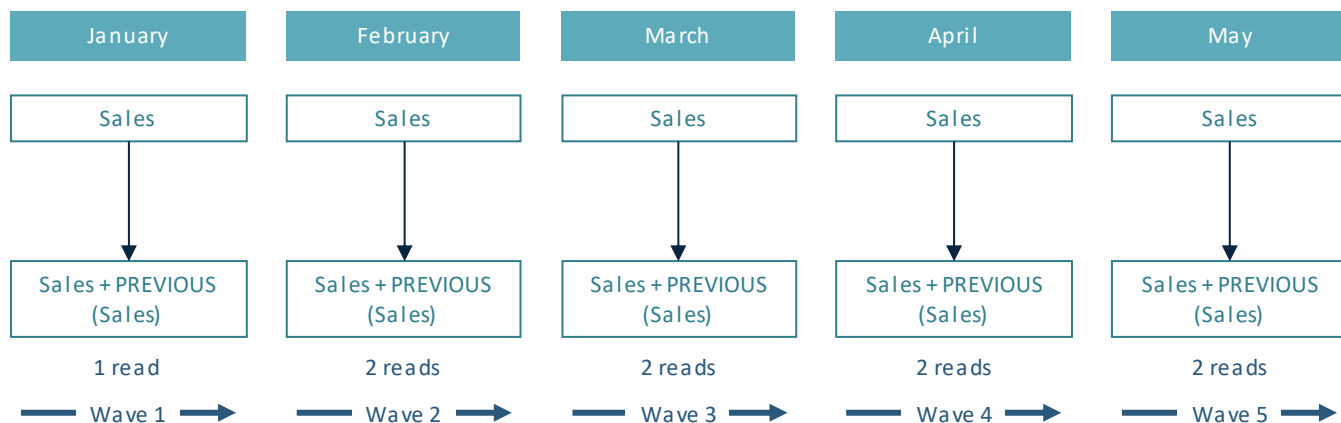 January
February
March
April
May
Sales
Sales
Sales
Sales
Sales
Sales + PREVIOUS
(Sales)
Sales + PREVIOUS
(Sales)
Sales + PREVIOUS
(Sales)
Sales + PREVIOUS
(Sales)
Sales + PREVIOUS
(Sales)
1 read
2 reads
2 reads
2 reads
2 reads
Wave 1
Wave 2
Wave 3
Wave 4
Wave 5